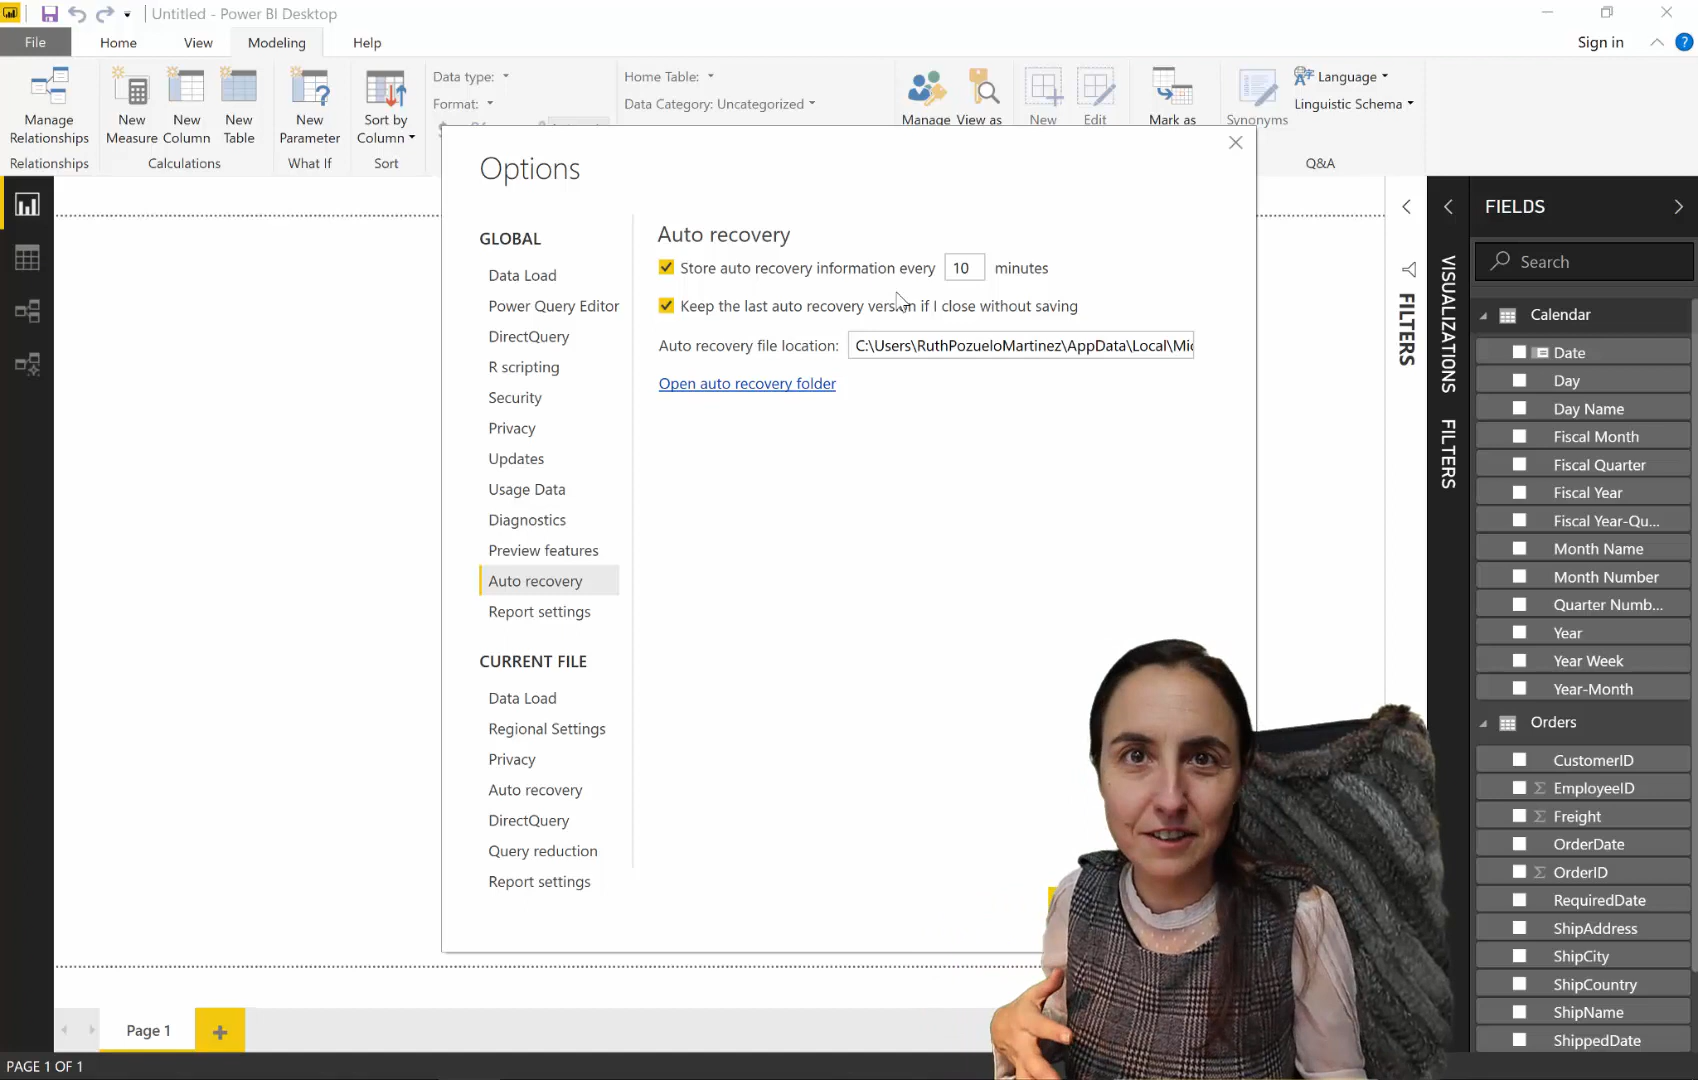 Untitled - Power BI Desktop
File
Home
View
Modeling
Help
Sign in
?
Manage Relationships
Relationships
New Measure
New Column
New Table
Calculations
New Parameter
What If
Sort by Column
Sort
Data type:
Format:
Home Table:
Data Category: Uncategorized
Manage
View as
New
Edit
Mark as
Synonyms
Language
Linguistic Schema
Q&A
Options
GLOBAL
Data Load
Power Query Editor
DirectQuery
R scripting
Security
Privacy
Updates
Usage Data
Diagnostics
Preview features
Auto recovery
Report settings
CURRENT FILE
Data Load
Regional Settings
Privacy
Auto recovery
DirectQuery
Query reduction
Report settings
Auto recovery
Store auto recovery information every 10 minutes
Keep the last auto recovery version if I close without saving
Auto recovery file location: C:\Users\RuthPozueloMartinez\AppData\Local\Mic
Open auto recovery folder
FILTERS
VISUALIZATIONS
FILTERS
FIELDS
Search
Calendar
Date
Day
Day Name
Fiscal Month
Fiscal Quarter
Fiscal Year
Fiscal Year-Qu...
Month Name
Month Number
Quarter Numb...
Year
Year Week
Year-Month
Orders
CustomerID
Σ EmployeeID
Σ Freight
OrderDate
Σ OrderID
RequiredDate
ShipAddress
ShipCity
ShipCountry
ShipName
ShippedDate
Page 1
+
PAGE 1 OF 1